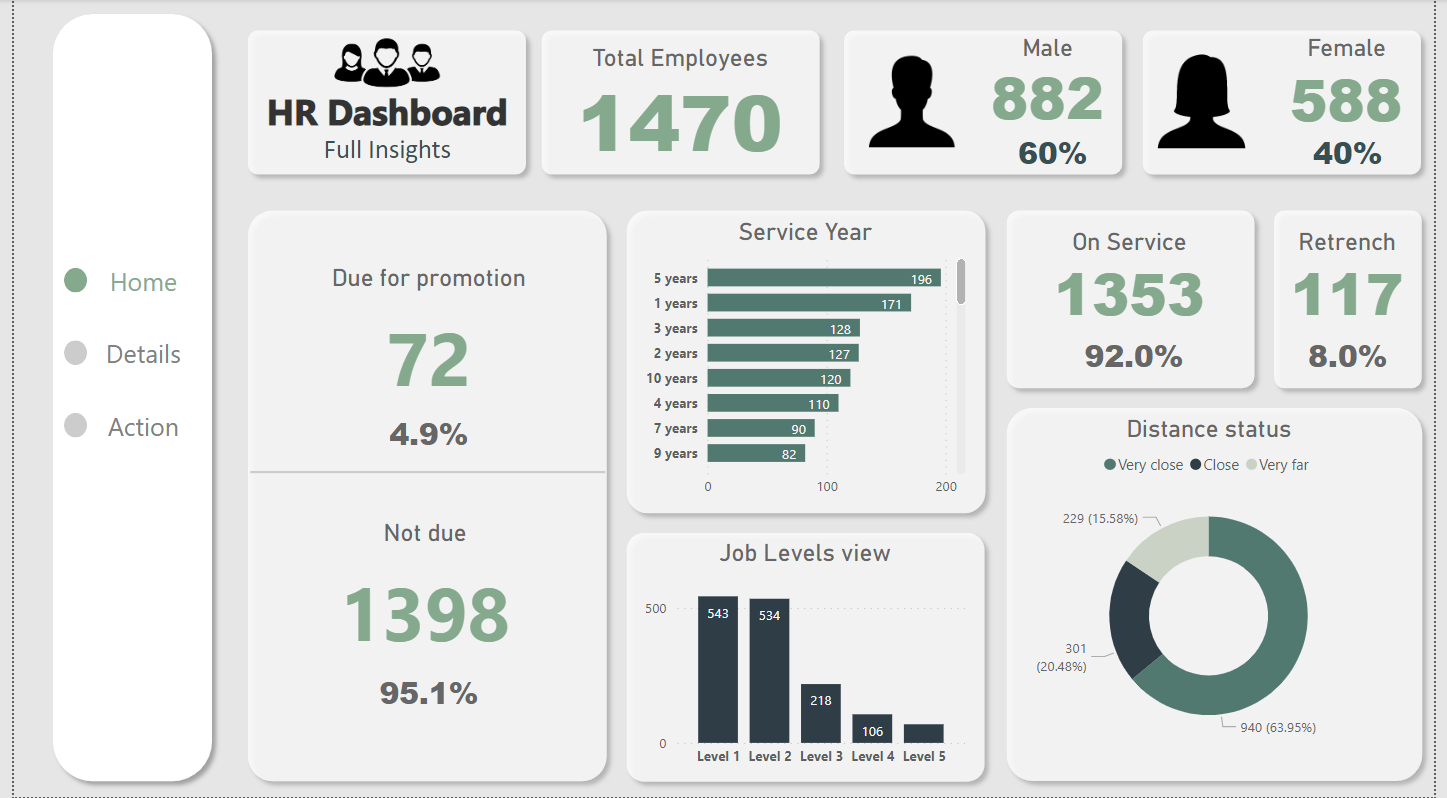 HR Dashboard
Full Insights
Total Employees
1470
Male
882
60%
Female
588
40%
Home
Details
Action
Due for promotion
72
4.9%
Not due
1398
95.1%
Service Year
5 years 196
1 years 171
3 years 128
2 years 127
10 years 120
4 years 110
7 years 90
9 years 82
0 100 200
Job Levels view
500
0
543 534 218 106
Level 1 Level 2 Level 3 Level 4 Level 5
On Service
1353
92.0%
Retrench
117
8.0%
Distance status
Very close Close Very far
229 (15.58%)
301
(20.48%)
940 (63.95%)